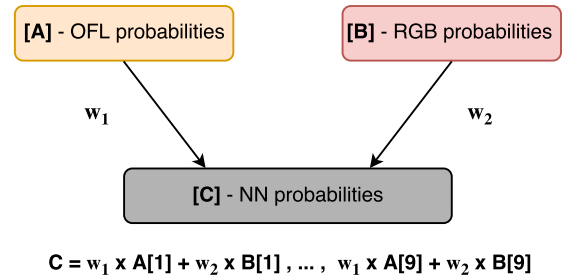 [A] - OFL probabilities
[B] - RGB probabilities
w₁
w₂
[C] - NN probabilities
C = w₁ x A[1] + w₂ x B[1] , ... , w₁ x A[9] + w₂ x B[9]